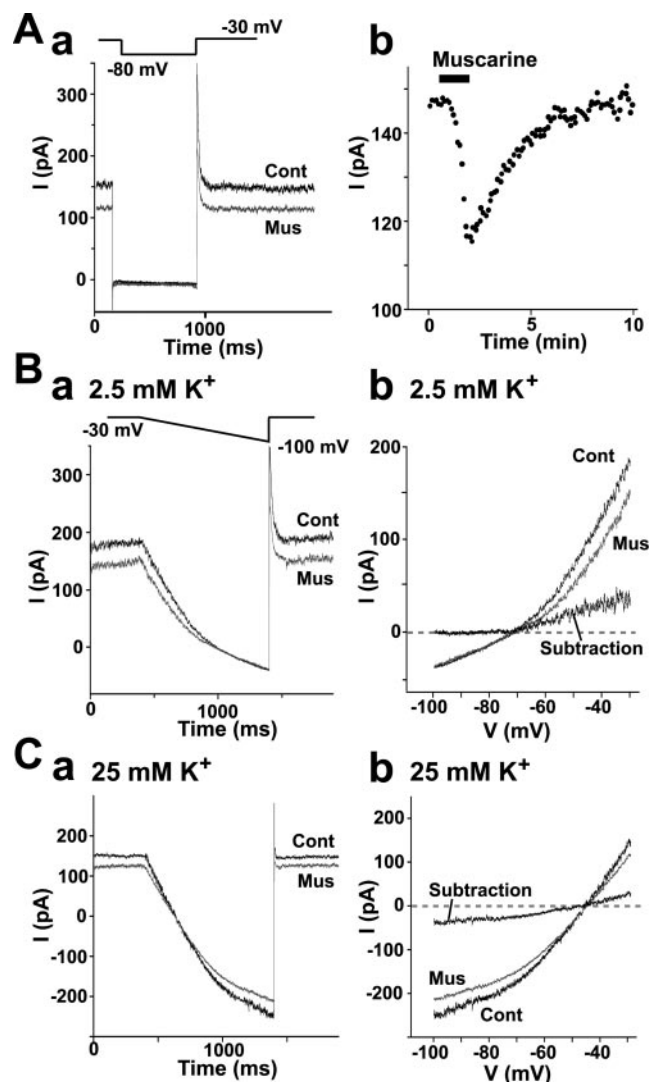 A
a
-30 mV
-80 mV
300
200
100
0
I (pA)
Cont
Mus
0
1000
Time (ms)
b
Muscarine
140
120
100
I (pA)
0
5
10
Time (min)
B
a 2.5 mM K+
-30 mV
-100 mV
300
200
100
0
I (pA)
Cont
Mus
0
1000
Time (ms)
b 2.5 mM K+
200
100
0
I (pA)
Cont
Mus
Subtraction
-100
-80
-60
-40
V (mV)
C
a 25 mM K+
200
100
0
-100
-200
I (pA)
Cont
Mus
0
1000
Time (ms)
b 25 mM K+
200
100
0
-100
-200
I (pA)
Subtraction
Mus
Cont
-100
-80
-60
-40
V (mV)